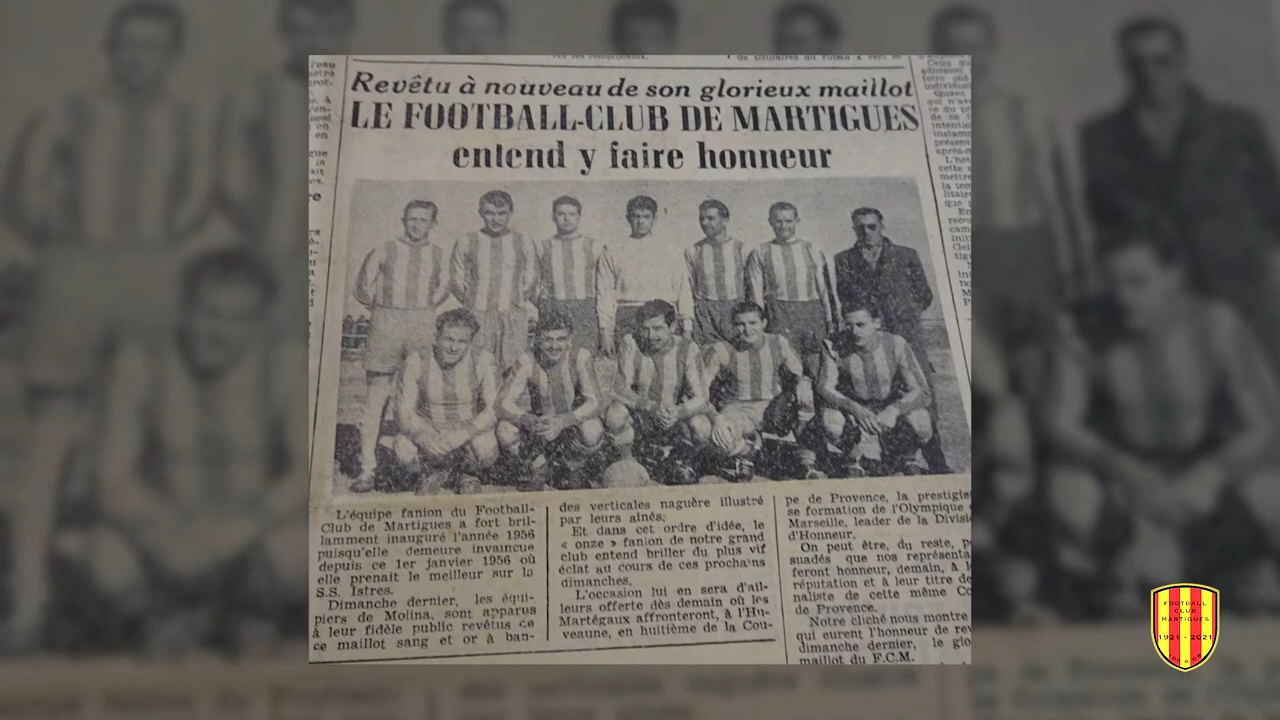 Revêtu à nouveau de son glorieux maillot
LE FOOTBALL-CLUB DE MARTIGUES
entend y faire honneur
L'équipe fanion du Football-
Club de Martigues a fort bril-
lamment inauguré l'année 1956
puisqu'elle demeure invaincue
depuis ce 1er janvier 1956 où
elle prenait le meilleur sur la
S.S. Istres.
Dimanche dernier, les équi-
piers de Molina, sont apparus
à leur fidèle public revêtus de
ce maillot sang et or à ban-
des verticales naguère illustré
par leurs aînés.
Et dans cet ordre d'idée, le
« onze » fanion de notre grand
club entend briller du plus vif
éclat au cours de ces prochains
dimanches.
L'occasion lui en sera d'ail-
leurs offerte dès demain où les
Martégaux affronteront, à l'Hu-
veaune, en huitième de la Cou-
pe de Provence, la prestigie
se formation de l'Olympique
Marseille, leader de la Divisi
d'Honneur.
On peut être, du reste, p
suadés que nos représenta
feront honneur, demain, à l
réputation et à leur titre de
naliste de cette même Co
de Provence.
Notre cliché nous montre
qui eurent l'honneur de rev
dimanche dernier, le glo
maillot du F.C.M.
FOOTBALL
CLUB
MARTIGUES
1921 - 2021